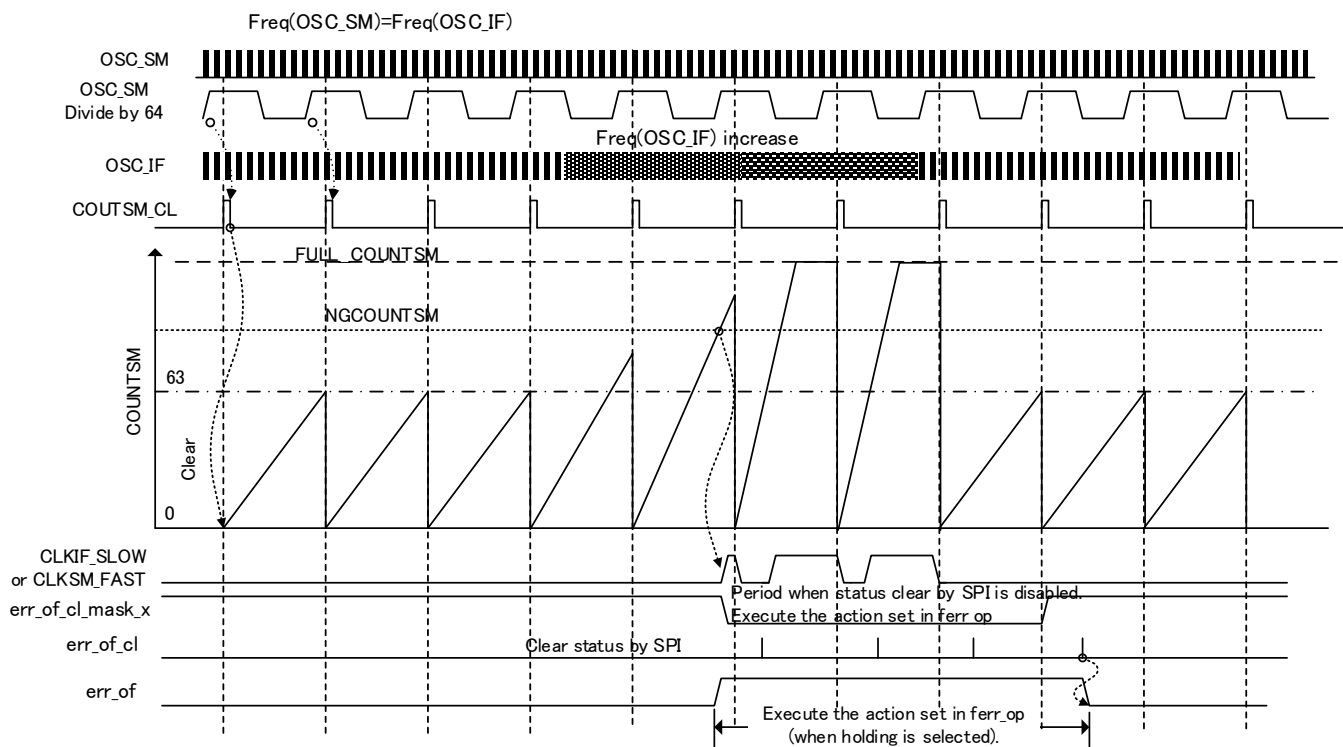 Freq(OSC_SM)=Freq(OSC_IF)
OSC_SM
OSC_SM
Divide by 64
Freq(OSC_IF) increase
OSC_IF
COUTSM_CL
FULL_COUNTSM
NGCOUNTSM
63
COUNTSM
Clear
0
CLKIF_SLOW
or CLKSM_FAST
Period when status clear by SPI is disabled.
err_of_cl_mask_x
Execute the action set in ferr_op
err_of_cl
Clear status by SPI
err_of
Execute the action set in ferr_op
(when holding is selected).